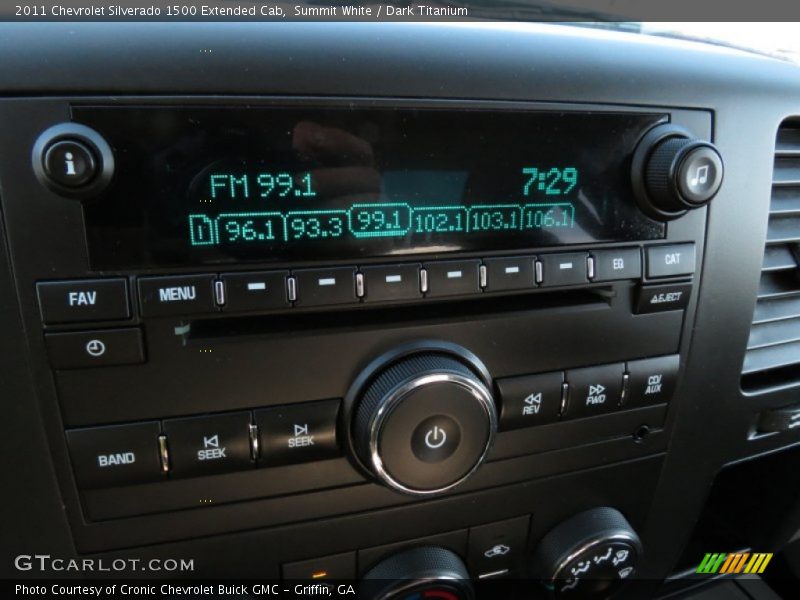 2011 Chevrolet Silverado 1500 Extended Cab, Summit White / Dark Titanium
i
FM 99.1 7:29
1 96.1 93.3 99.1 102.1 103.1 106.1
FAV MENU EQ CAT
EJECT
REV FWD CD/AUX
BAND SEEK SEEK
GTCARLOT.COM
Photo Courtesy of Cronic Chevrolet Buick GMC – Griffin, GA